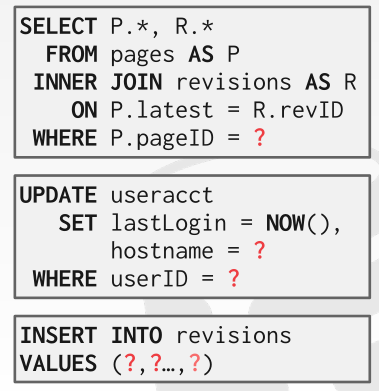 SELECT P.*, R.*
FROM pages AS P
INNER JOIN revisions AS R
ON P.latest = R.revID
WHERE P.pageID = ?
UPDATE useracct
SET lastLogin = NOW(),
hostname = ?
WHERE userID = ?
INSERT INTO revisions
VALUES (?,?…,?)